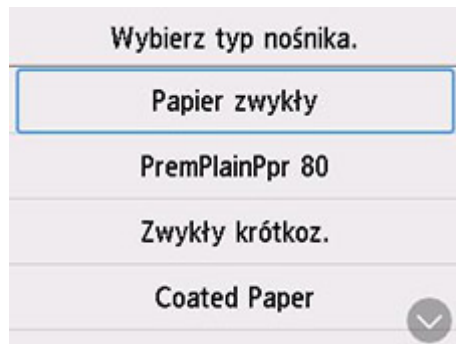 Wybierz typ nośnika.
Papier zwykły
PremPlainPpr 80
Zwykły krótkoz.
Coated Paper